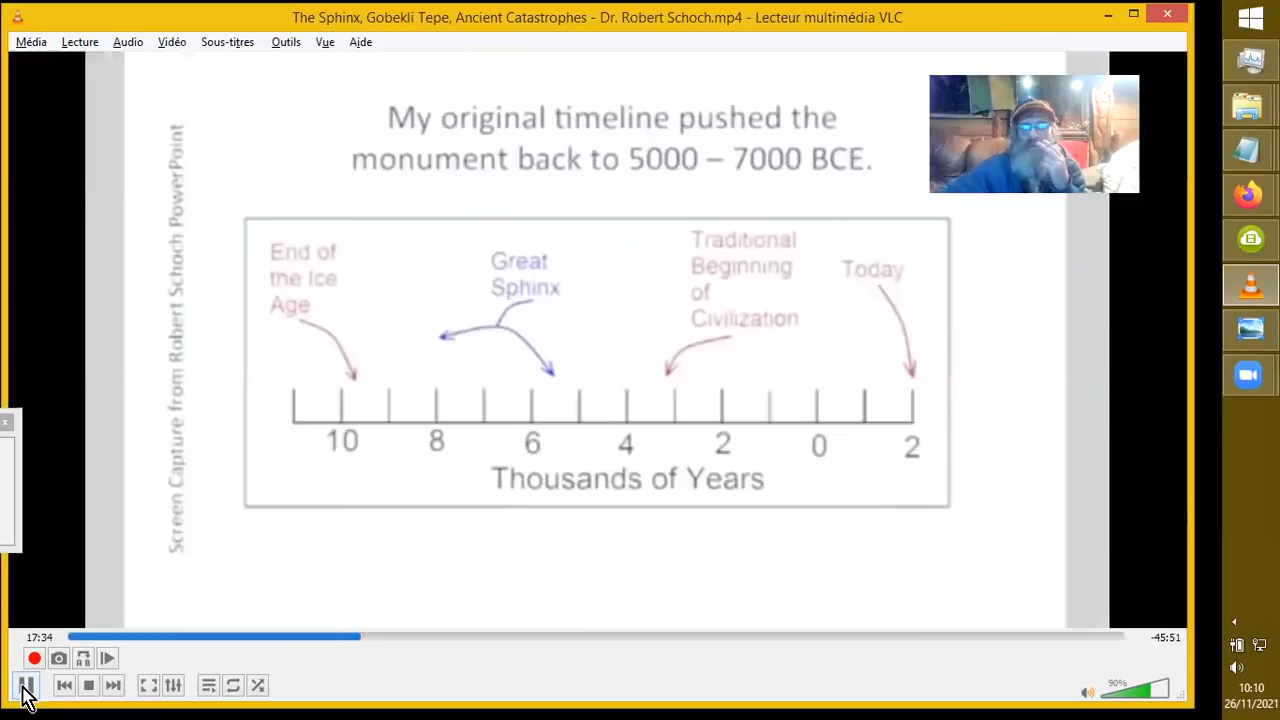 The Sphinx, Gobekli Tepe, Ancient Catastrophes - Dr. Robert Schoch.mp4 - Lecteur multimédia VLC
Média Lecture Audio Vidéo Sous-titres Outils Vue Aide
My original timeline pushed the
monument back to 5000 – 7000 BCE.
Screen Capture from Robert Schoch PowerPoint
End of
the Ice
Age
Great
Sphinx
Traditional
Beginning
of
Civilization
Today
10 8 6 4 2 0 2
Thousands of Years
17:34
-45:51
90%
10:10
26/11/2021